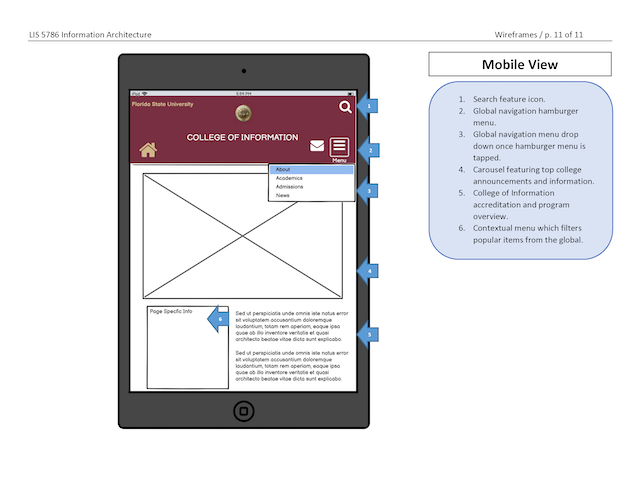 LIS 5786 Information Architecture
Wireframes / p. 11 of 11
Mobile View
1. Search feature icon.
2. Global navigation hamburger
menu.
3. Global navigation menu drop
down once hamburger menu is
tapped.
4. Carousel featuring top college
announcements and information.
5. College of Information
accreditation and program
overview.
6. Contextual menu which filters
popular items from the global.
iPad
Florida State University
COLLEGE OF INFORMATION
Menu
About
Academics
Admissions
News
Page Specific Info
Sed ut perspiciatis unde omnis iste natus error
sit voluptatem accusantium doloremque
laudantium, totam rem aperiam, eaque ipsa
quae ab illo inventore veritatis et quasi
architecto beatae vitae dicta sunt explicabo.
Sed ut perspiciatis unde omnis iste natus error
sit voluptatem accusantium doloremque
laudantium, totam rem aperiam, eaque ipsa
quae ab illo inventore veritatis et quasi
architecto beatae vitae dicta sunt explicabo.
1
2
3
4
5
6